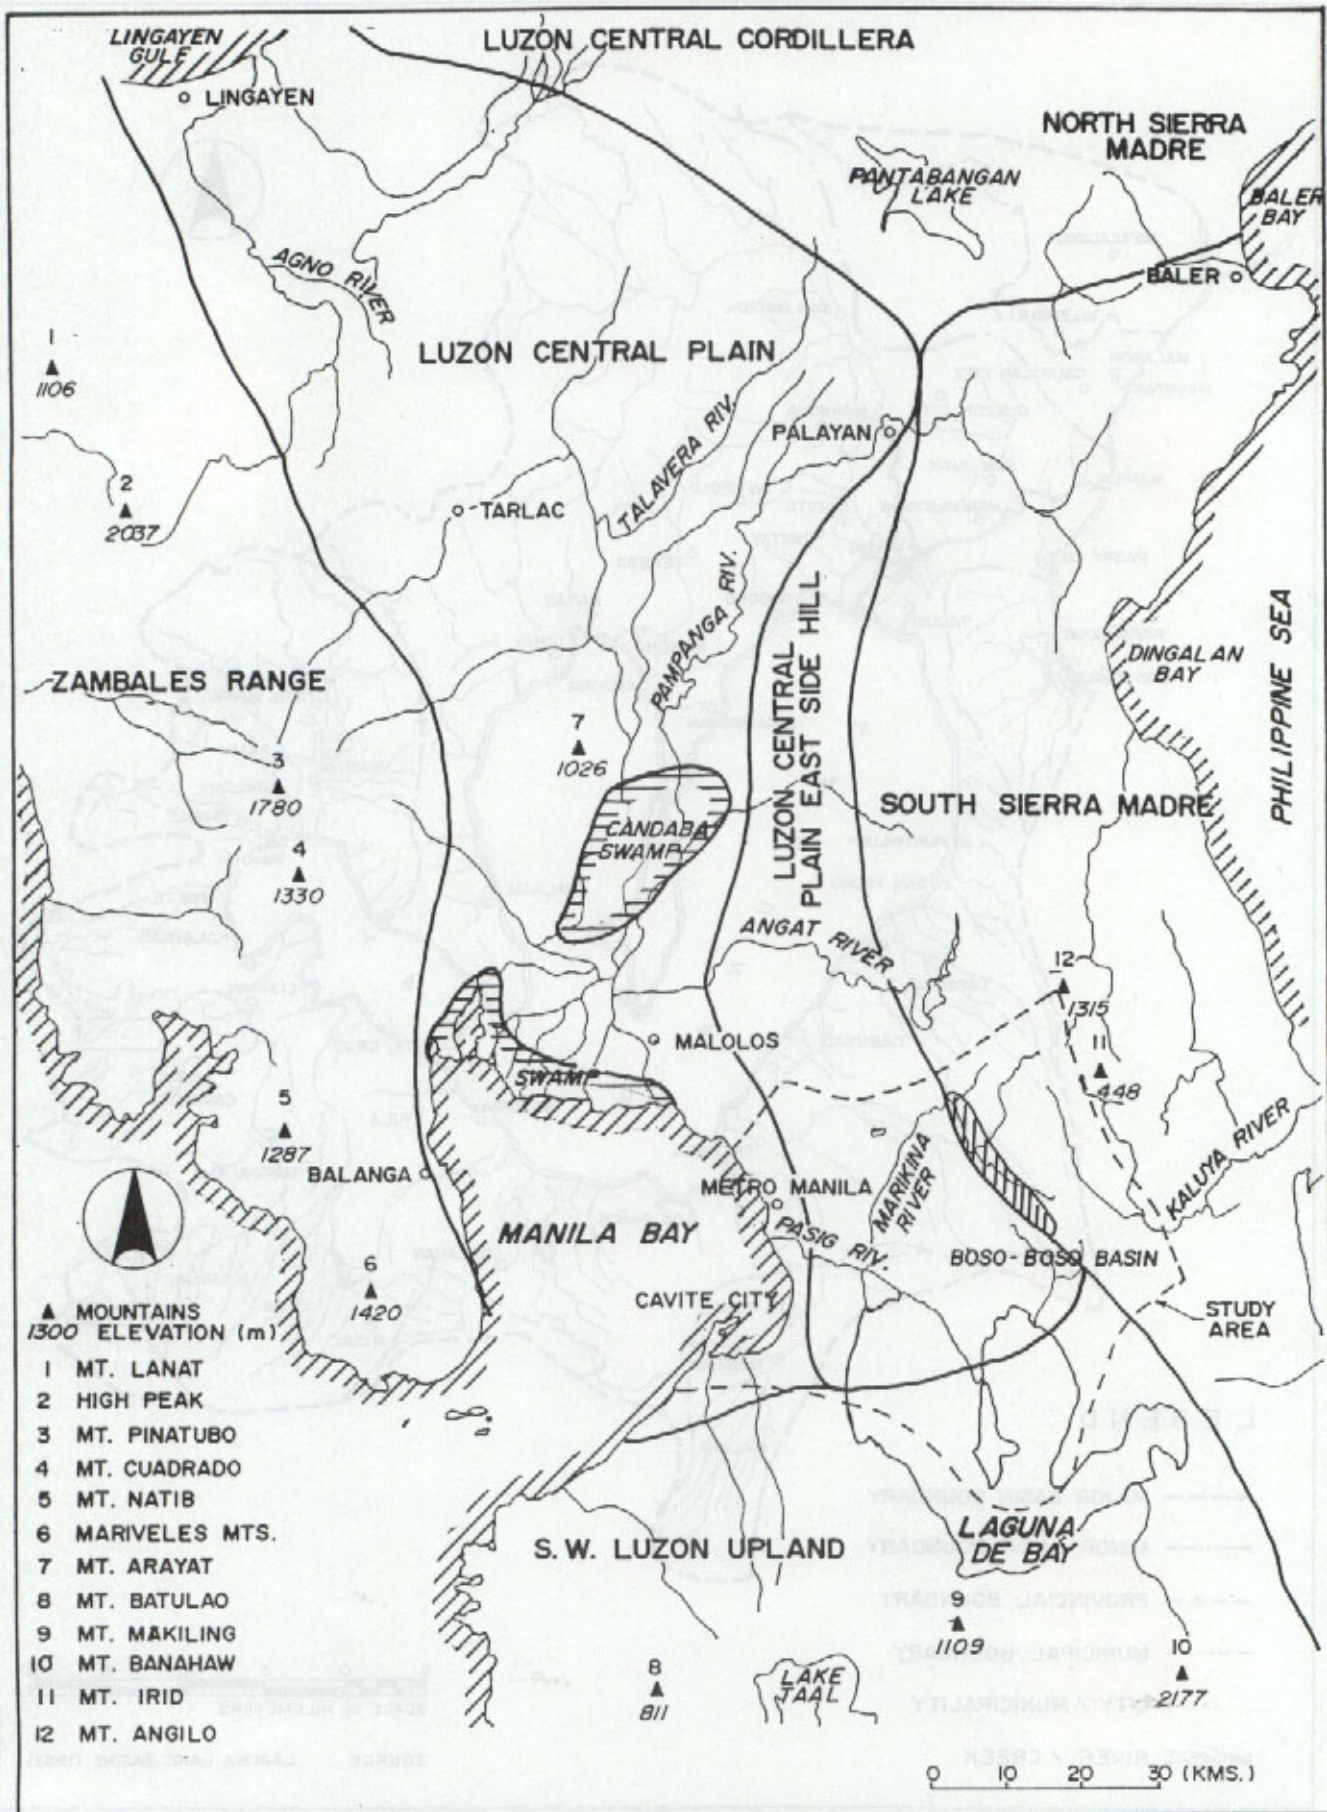 LINGAYEN
GULF
LINGAYEN
LUZON CENTRAL CORDILLERA
NORTH SIERRA
MADRE
PANTABANGAN
LAKE
BALER
BAY
BALER
AGNO RIVER
1
1106
LUZON CENTRAL PLAIN
PALAYAN
TALAVERA RIV.
2
2037
TARLAC
PAMPANGA RIV.
LUZON CENTRAL
PLAIN EAST SIDE HILL
DINGALAN
BAY
PHILIPPINE SEA
ZAMBALES RANGE
7
1026
3
1780
SOUTH SIERRA MADRE
CANDABA
SWAMP
4
1330
ANGAT RIVER
12
1315
MALOLOS
11
448
SWAMP
5
1287
BALANGA
METRO MANILA
MARIKINA
RIVER
KALUYA RIVER
MANILA BAY
PASIG RIV.
BOSO-BOSO BASIN
6
1420
CAVITE CITY
STUDY
AREA
MOUNTAINS
1300 ELEVATION (m)
1 MT. LANAT
2 HIGH PEAK
3 MT. PINATUBO
4 MT. CUADRADO
5 MT. NATIB
6 MARIVELES MTS.
7 MT. ARAYAT
8 MT. BATULAO
9 MT. MAKILING
10 MT. BANAHAW
11 MT. IRID
12 MT. ANGILO
S.W. LUZON UPLAND
LAGUNA
DE BAY
9
1109
10
2177
8
811
LAKE
TAAL
0 10 20 30 (KMS.)